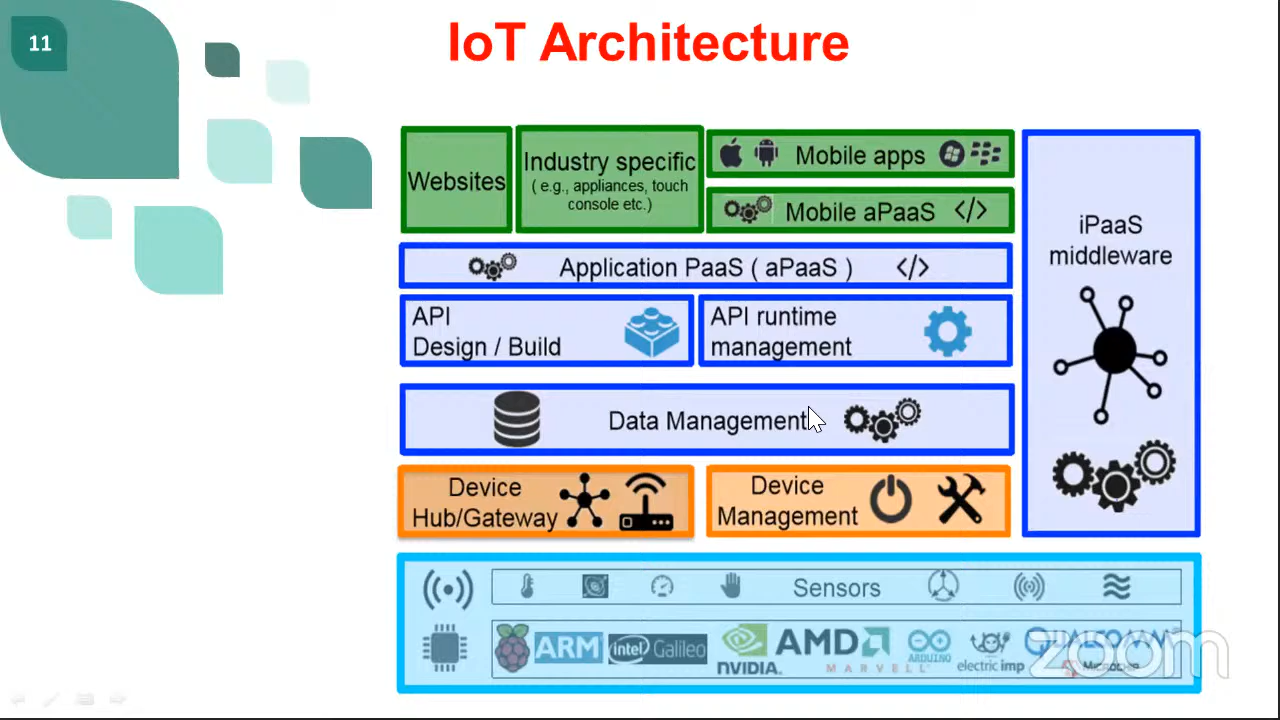 11
IoT Architecture
Websites
Industry specific
( e.g., appliances, touch
console etc.)
Mobile apps
Mobile aPaaS </>
iPaaS
middleware
Application PaaS ( aPaaS ) </>
API
Design / Build
API runtime
management
Data Management
Device
Hub/Gateway
Device
Management
Sensors
ARM
intel Galileo
NVIDIA.
AMD
MARVELL
ARDUINO
electric imp
QUALCOMM
MICROCHIP
zoom